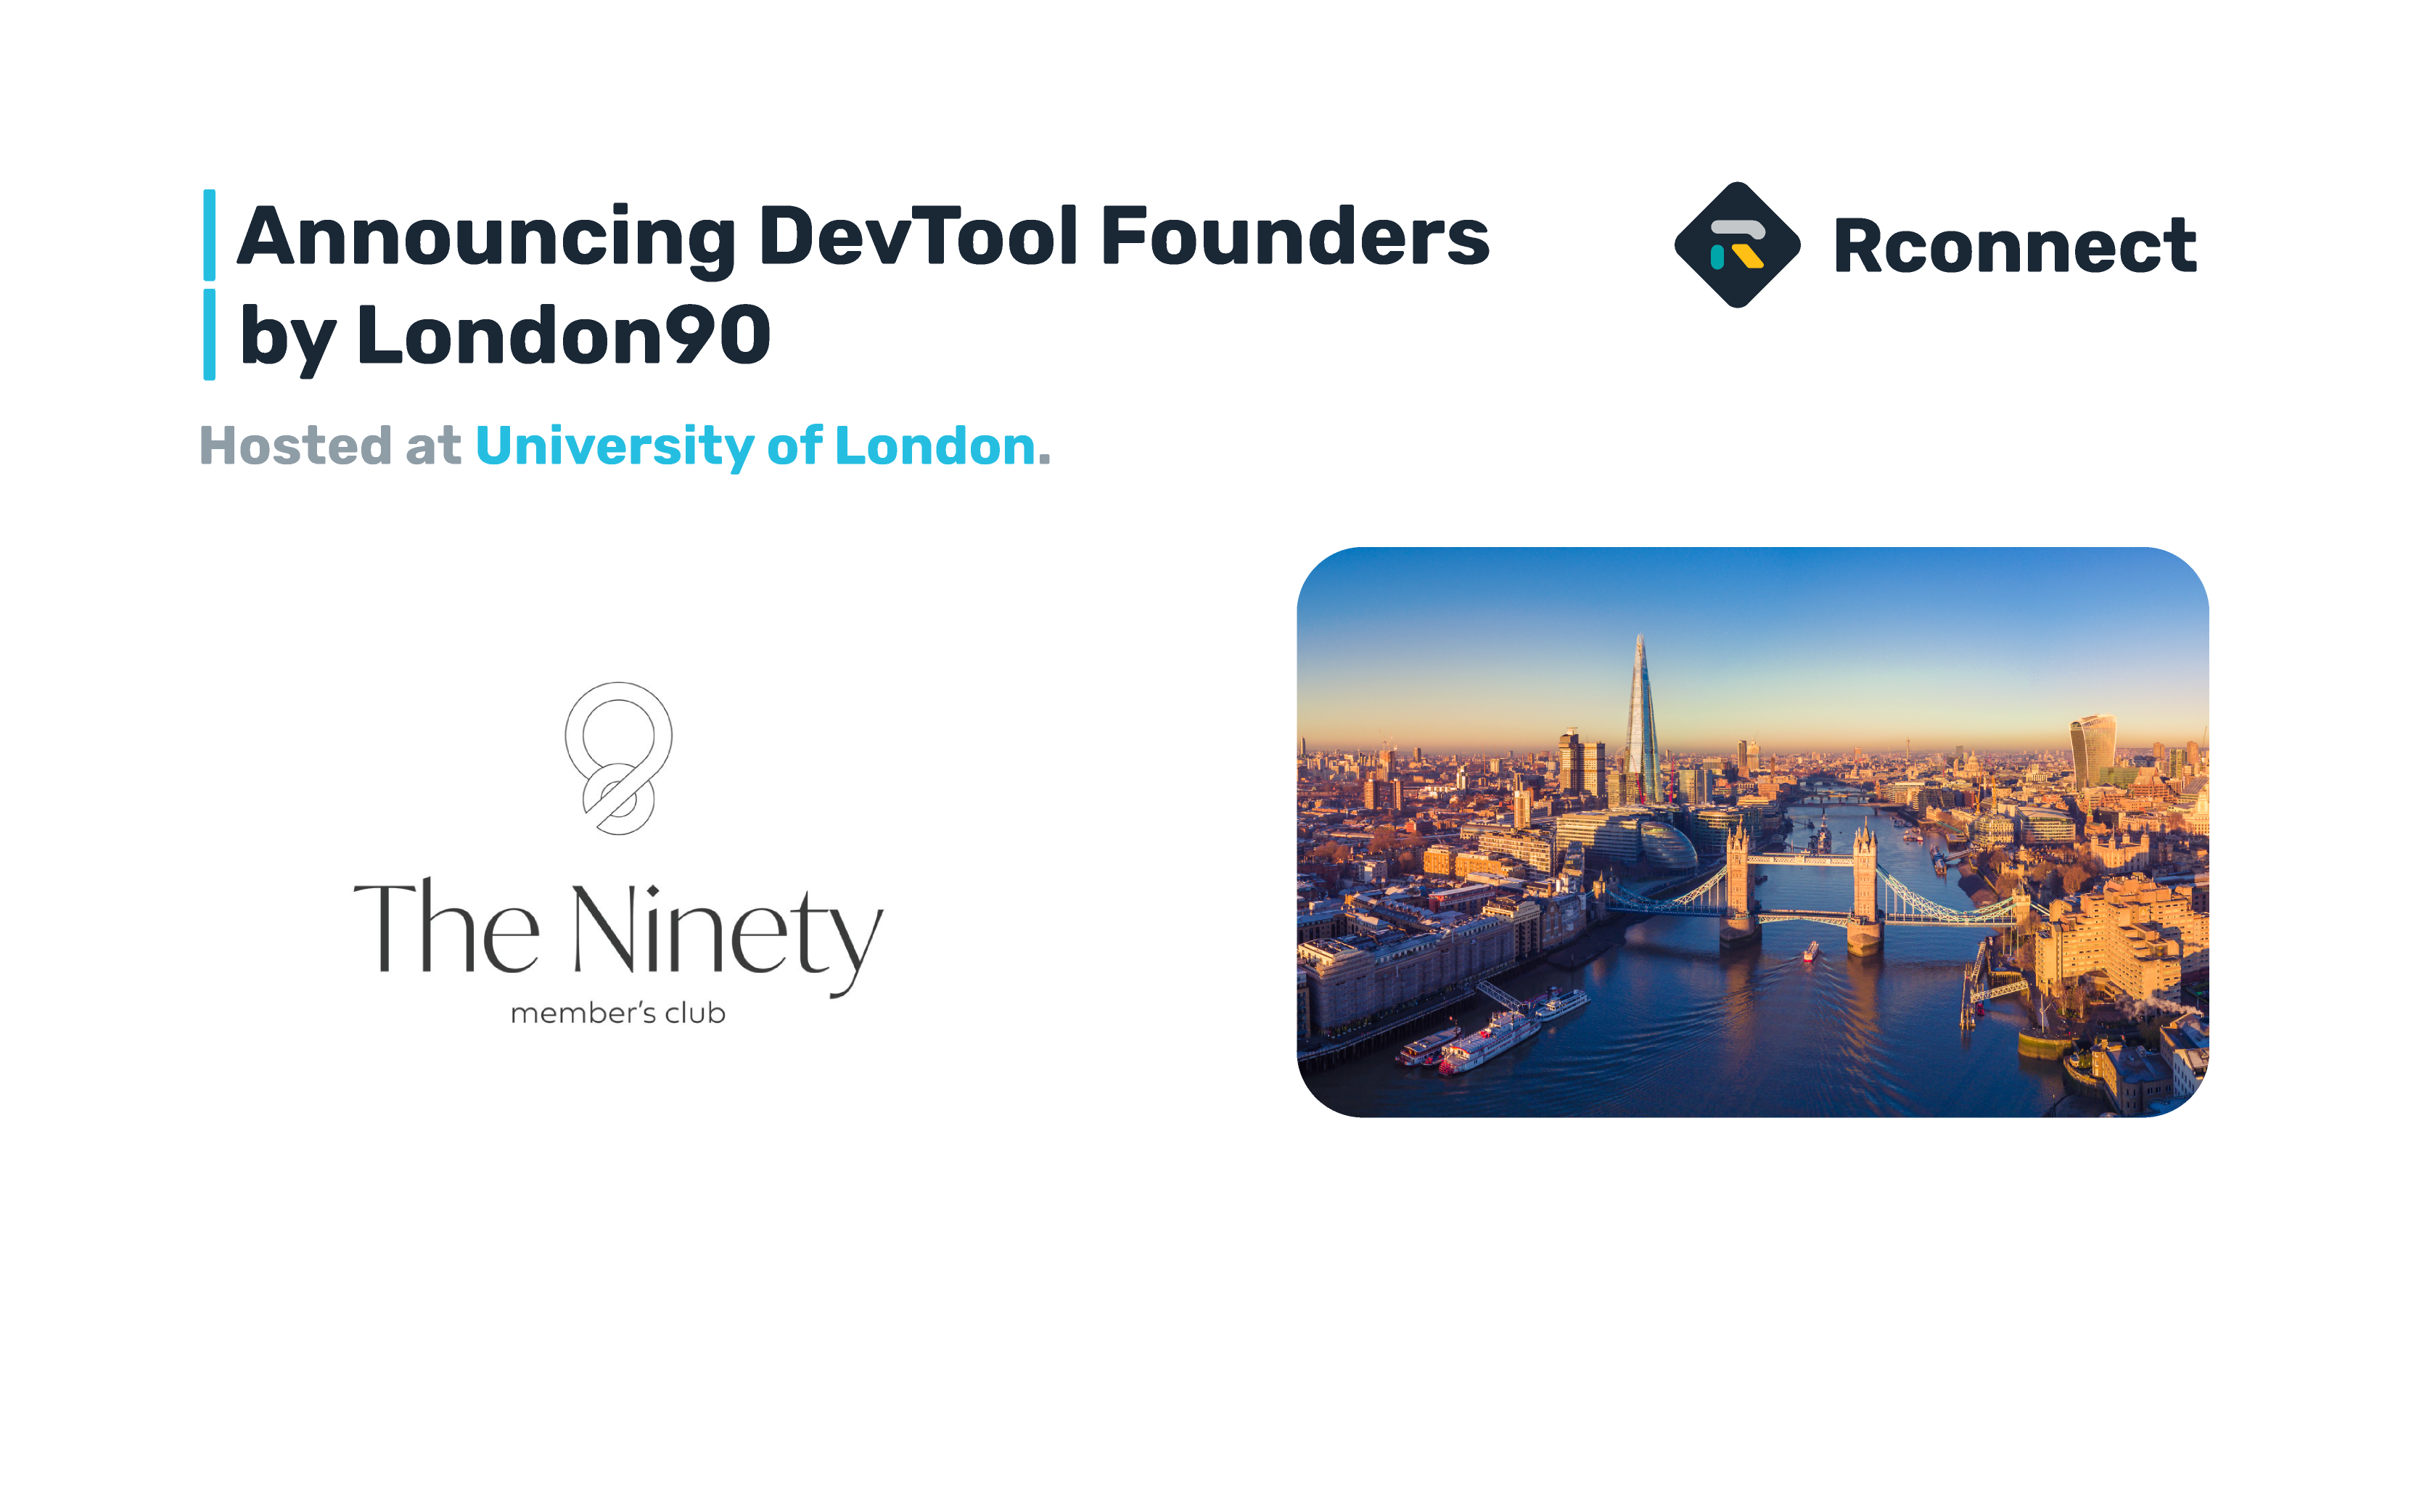 Announcing DevTool Founders
by London90
Rconnect
Hosted at University of London.
The Ninety
member's club